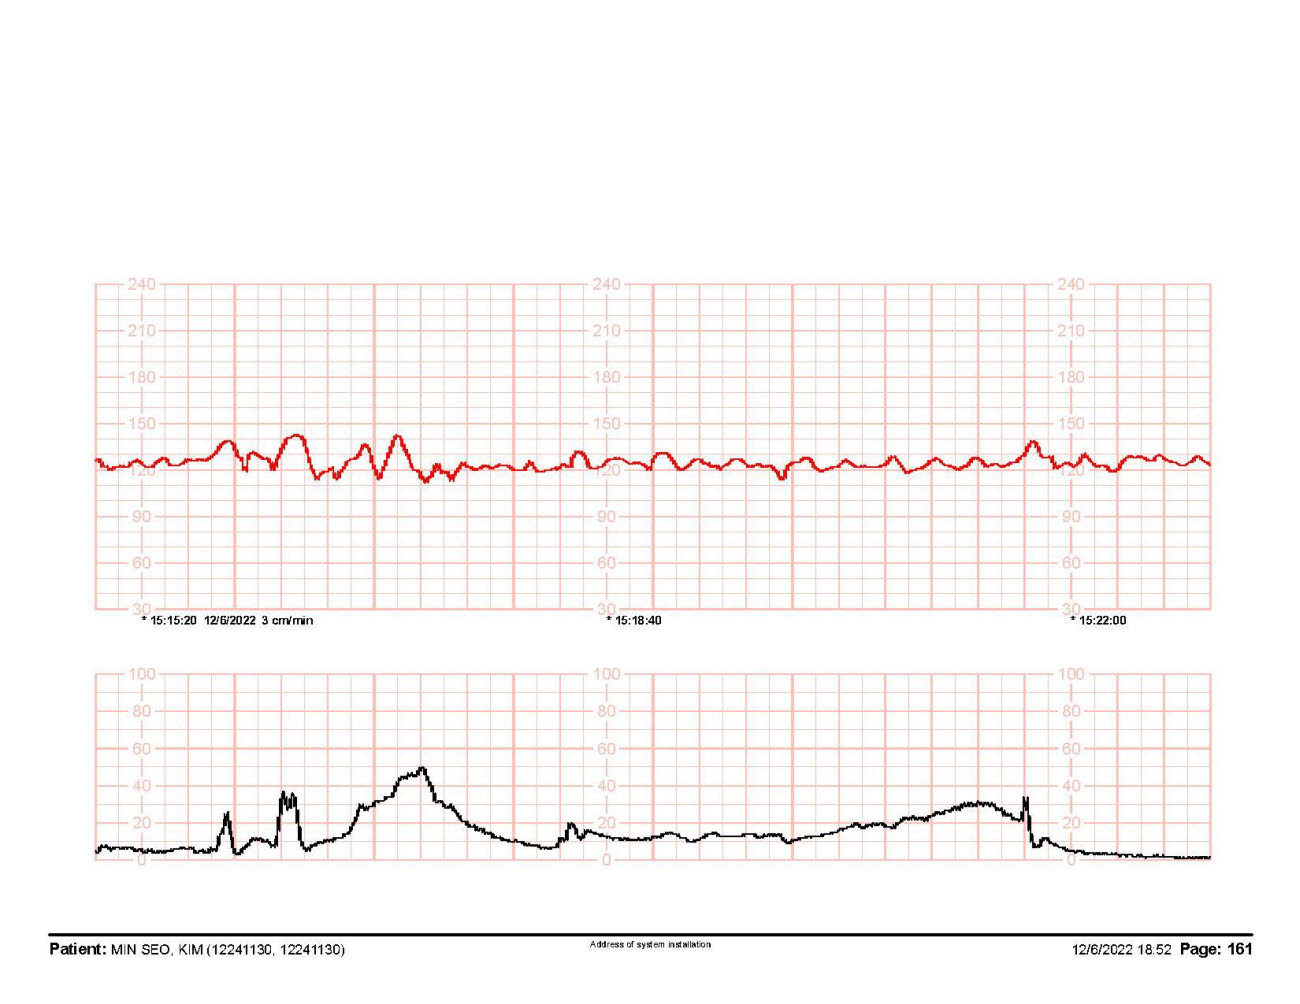 240 240 240
210 210 210
180 180 180
150 150 150
120 120 120
90 90 90
60 60 60
30 30 30
* 15:15:20 12/6/2022 3 cm/min * 15:18:40 * 15:22:00
100 100 100
80 80 80
60 60 60
40 40 40
20 20 20
0 0 0
Patient: MIN SEO, KIM (12241130, 12241130) Address of system installation 12/6/2022 18:52 Page: 161